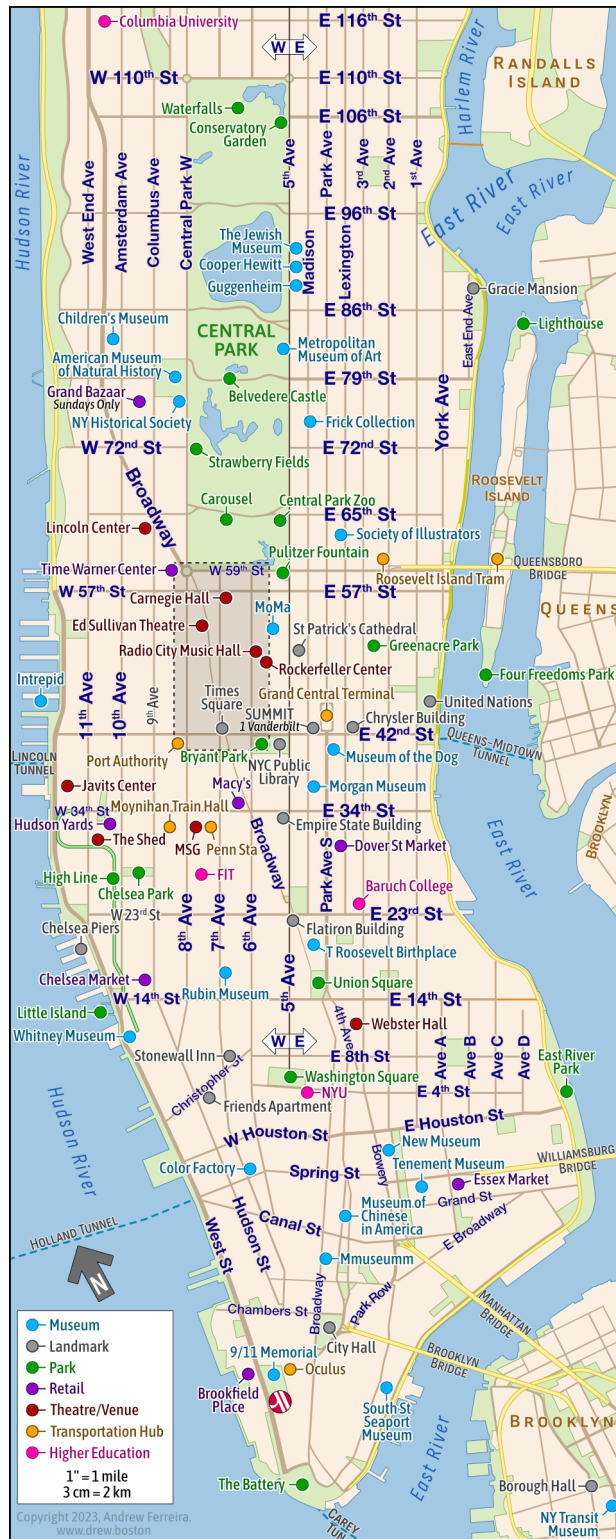 Columbia University
E 116th St
W E
W 110th St
E 110th St
RANDALLS
ISLAND
Harlem River
Waterfalls
E 106th St
Conservatory
Garden
Hudson River
West End Ave
Amsterdam Ave
Columbus Ave
Central Park W
5th Ave
Park Ave
3rd Ave
2nd Ave
1st Ave
East River
East River
E 96th St
The Jewish
Museum
Cooper Hewitt
Guggenheim
Madison
Lexington
Gracie Mansion
E 86th St
East End Ave
Lighthouse
Children's Museum
CENTRAL
PARK
Metropolitan
Museum of Art
American Museum
of Natural History
E 79th St
Belvedere Castle
Grand Bazaar
Sundays Only
NY Historical Society
Frick Collection
York Ave
W 72nd St
E 72nd St
Strawberry Fields
Broadway
ROOSEVELT
ISLAND
Carousel
Central Park Zoo
E 65th St
Lincoln Center
Society of Illustrators
Pulitzer Fountain
Time Warner Center
W 59th St
Roosevelt Island Tram
QUEENSBORO
BRIDGE
W 57th St
E 57th St
Carnegie Hall
MoMa
QUEENS
Ed Sullivan Theatre
St Patrick's Cathedral
Greenacre Park
Radio City Music Hall
Rockerfeller Center
Four Freedoms Park
Intrepid
11th Ave
10th Ave
9th Ave
Times
Square
Grand Central Terminal
United Nations
SUMMIT
1 Vanderbilt
Chrysler Building
E 42nd St
LINCOLN
TUNNEL
Port Authority
Bryant Park
NYC Public
Library
Museum of the Dog
QUEENS-MIDTOWN
TUNNEL
Javits Center
Macy's
Morgan Museum
W 34th St
Moynihan Train Hall
E 34th St
Hudson Yards
Empire State Building
BROOKLYN
The Shed
MSG
Penn Sta
Broadway
Park Ave S
Dover St Market
East River
High Line
Chelsea Park
FIT
Baruch College
W 23rd St
E 23rd St
8th Ave
7th Ave
6th Ave
Flatiron Building
Chelsea Piers
T Roosevelt Birthplace
Chelsea Market
Rubin Museum
5th Ave
Union Square
W 14th St
E 14th St
Little Island
4th Ave
Webster Hall
Whitney Museum
W E
Ave A
Ave B
Ave C
Ave D
Stonewall Inn
E 8th St
East River
Park
Christopher St
Washington Square
NYU
E 4th St
Friends Apartment
Hudson River
W Houston St
E Houston St
New Museum
WILLIAMSBURG
BRIDGE
Bowery
Color Factory
Spring St
Tenement Museum
Essex Market
Grand St
West St
Hudson St
Canal St
Museum of
Chinese
in America
E Broadway
HOLLAND TUNNEL
Mmuseumm
N
Broadway
Park Row
MANHATTAN
BRIDGE
Chambers St
City Hall
BROOKLYN
BRIDGE
9/11 Memorial
Oculus
Brookfield
Place
South St
Seaport
Museum
BROOKLYN
East River
The Battery
Borough Hall
NY Transit
Museum
CAREY
TUN
Museum
Landmark
Park
Retail
Theatre/Venue
Transportation Hub
Higher Education
1" = 1 mile
3 cm = 2 km
Copyright 2023, Andrew Ferreira.
www.drew.boston